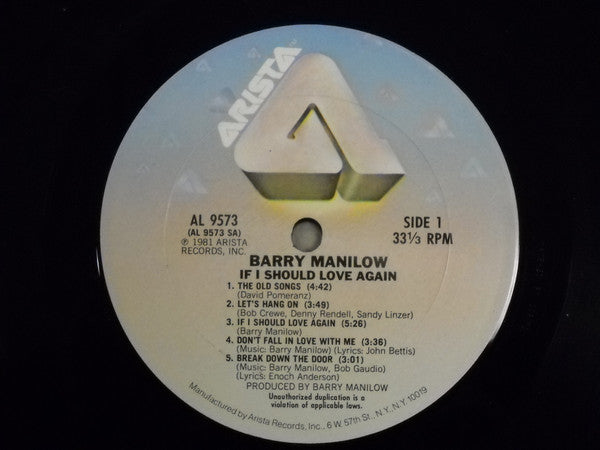 ARISTA
AL 9573
(AL 9573 SA)
℗ 1981 ARISTA
RECORDS, INC.
SIDE 1
33⅓ RPM
BARRY MANILOW
IF I SHOULD LOVE AGAIN
1. THE OLD SONGS (4:42)
(David Pomeranz)
2. LET'S HANG ON (3:49)
(Bob Crewe, Denny Rendell, Sandy Linzer)
3. IF I SHOULD LOVE AGAIN (5:26)
(Barry Manilow)
4. DON'T FALL IN LOVE WITH ME (3:36)
(Music: Barry Manilow) (Lyrics: John Bettis)
5. BREAK DOWN THE DOOR (3:01)
(Music: Barry Manilow, Bob Gaudio)
(Lyrics: Enoch Anderson)
PRODUCED BY BARRY MANILOW
Unauthorized duplication is a
violation of applicable laws.
Manufactured by Arista Records, Inc., 6 W. 57th St., N.Y., N.Y. 10019